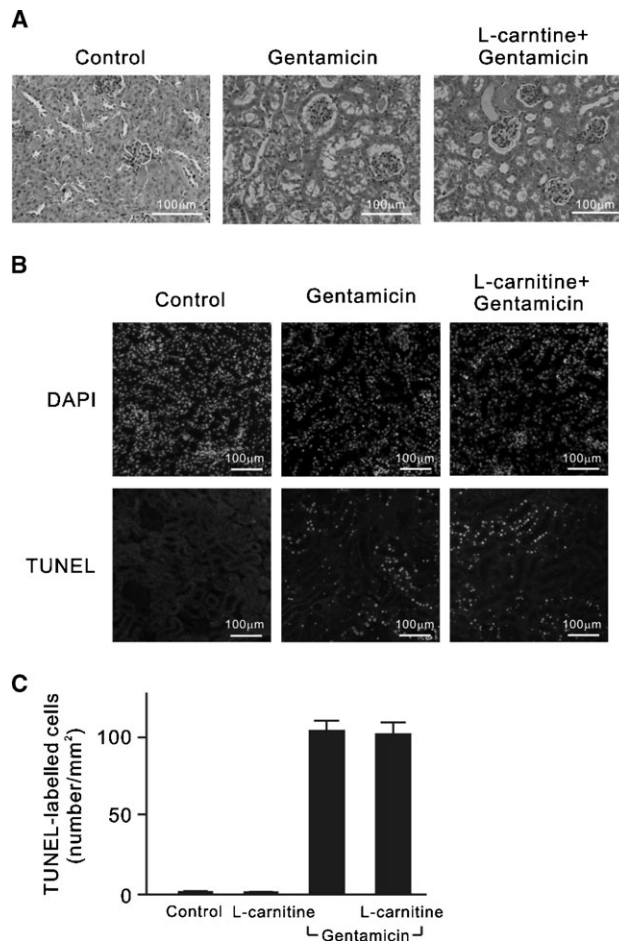 A
Control
Gentamicin
L-carntine+
Gentamicin
100μm
100μm
100μm
B
Control
Gentamicin
L-carnitine+
Gentamicin
DAPI
100μm
100μm
100μm
TUNEL
100μm
100μm
100μm
C
TUNEL-labelled cells
(number/mm²)
100
50
0
Control
L-carnitine
L-carnitine
Gentamicin